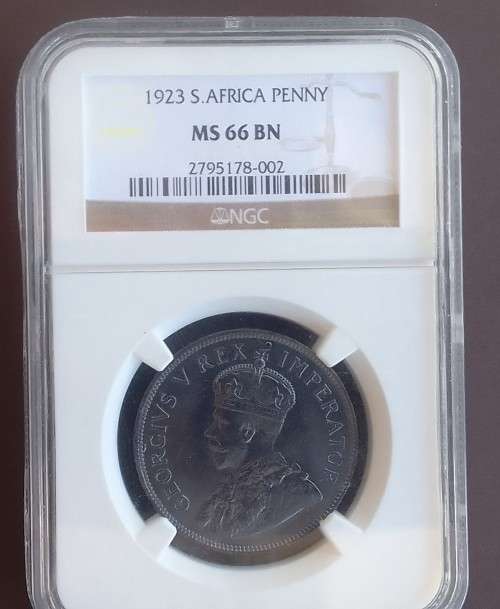 1923 S.AFRICA PENNY
MS 66 BN
2795178-002
NGC
GEORGIVS V REX IMPERATOR